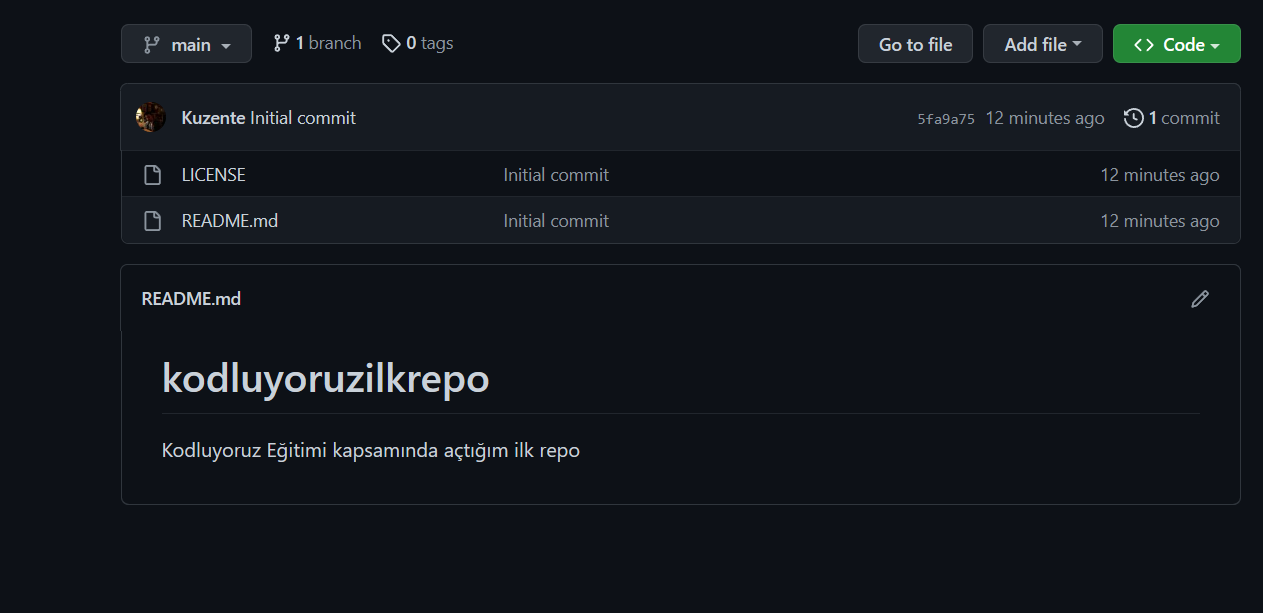 main 1 branch 0 tags Go to file Add file Code
Kuzente Initial commit 5fa9a75 12 minutes ago 1 commit
LICENSE Initial commit 12 minutes ago
README.md Initial commit 12 minutes ago
README.md
kodluyoruzilkrepo
Kodluyoruz Eğitimi kapsamında açtığım ilk repo